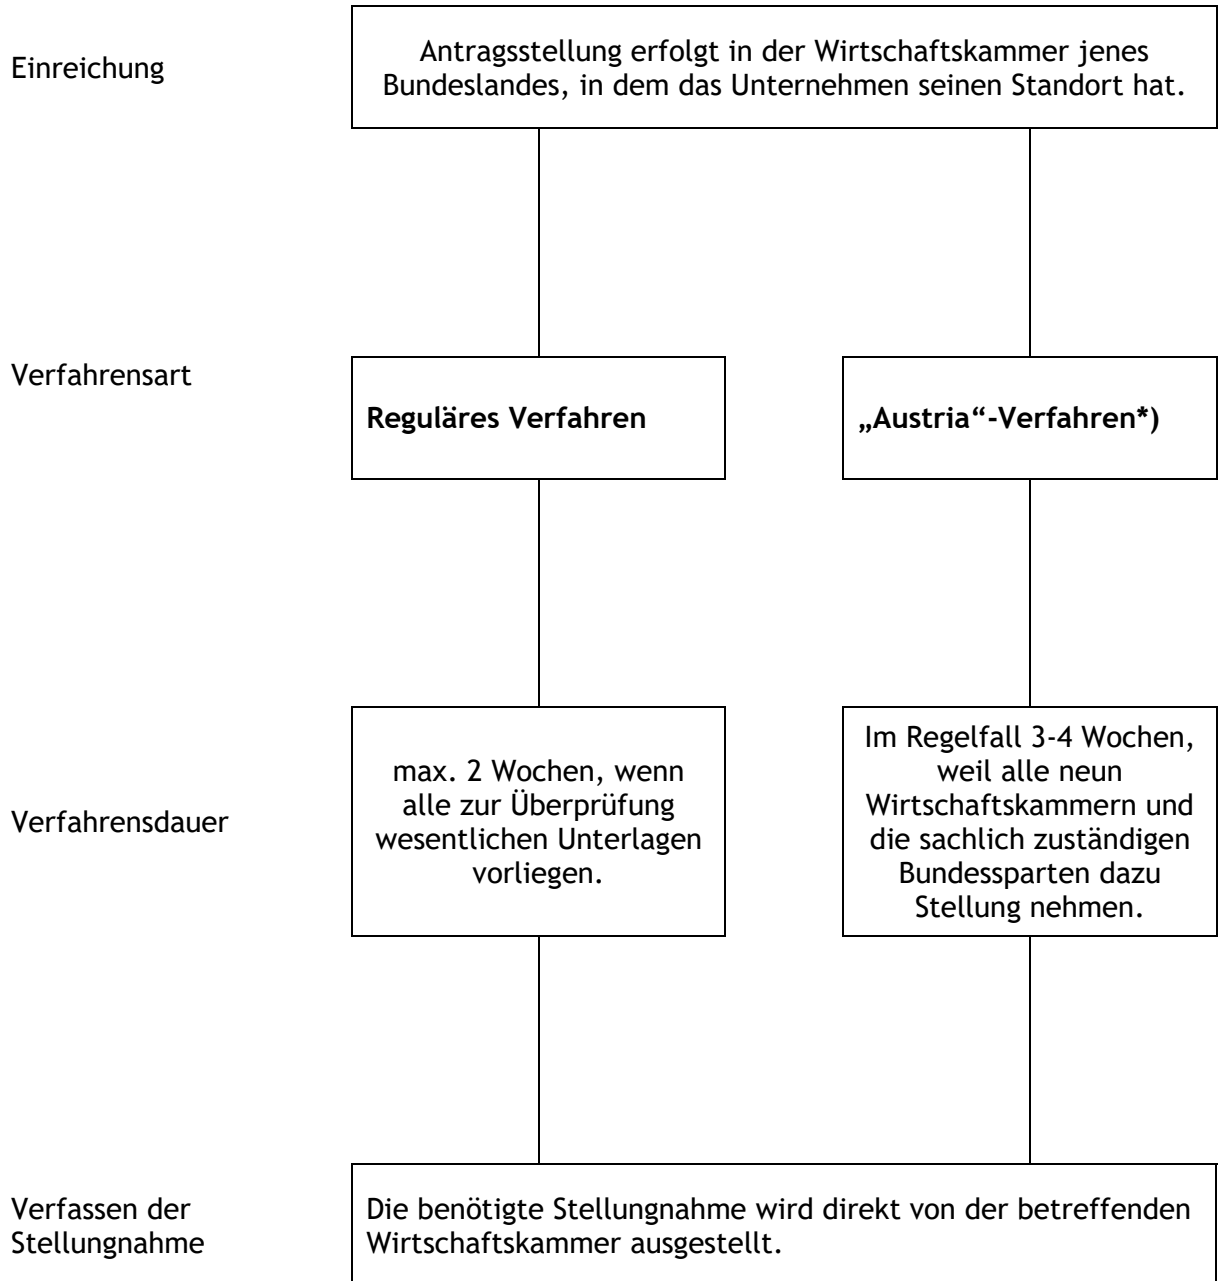 Einreichung
Antragsstellung erfolgt in der Wirtschaftskammer jenes
Bundeslandes, in dem das Unternehmen seinen Standort hat.
Verfahrensart
Reguläres Verfahren
„Austria“-Verfahren*)
Verfahrensdauer
max. 2 Wochen, wenn
alle zur Überprüfung
wesentlichen Unterlagen
vorliegen.
Im Regelfall 3-4 Wochen,
weil alle neun
Wirtschaftskammern und
die sachlich zuständigen
Bundessparten dazu
Stellung nehmen.
Verfassen der
Stellungnahme
Die benötigte Stellungnahme wird direkt von der betreffenden
Wirtschaftskammer ausgestellt.